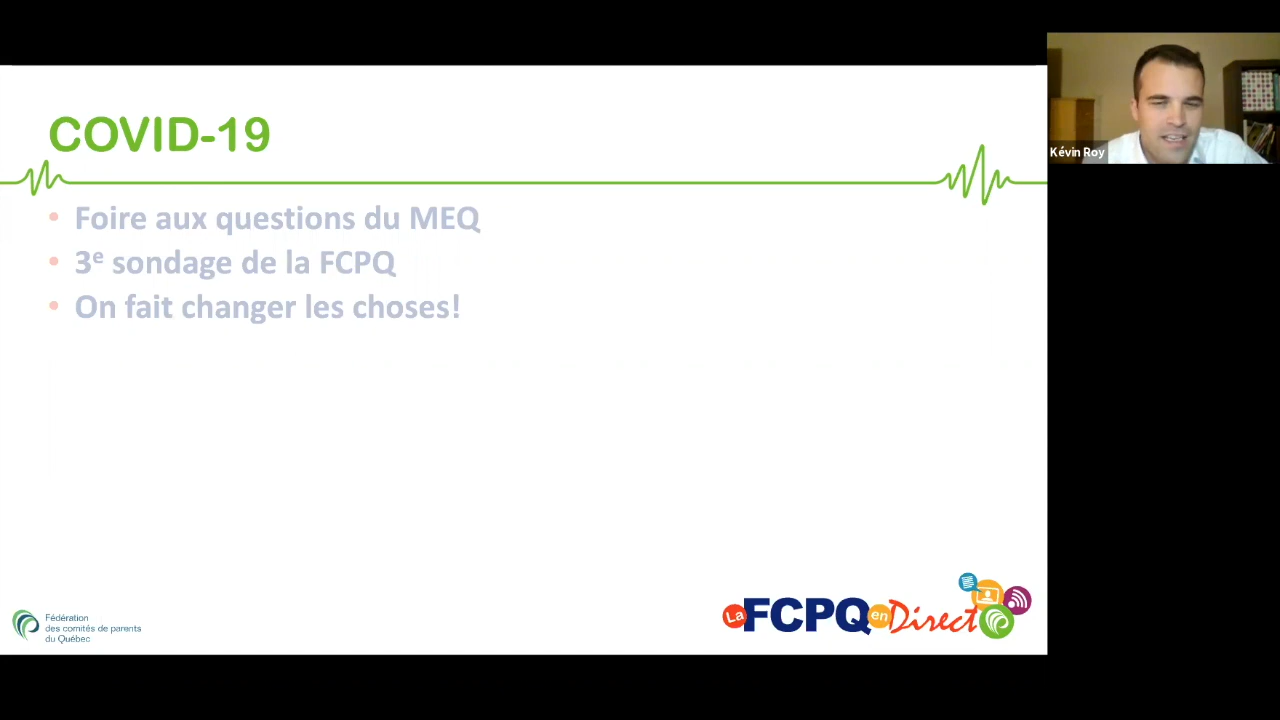 COVID-19
• Foire aux questions du MEQ
• 3e sondage de la FCPQ
• On fait changer les choses!
Fédération
des comités de parents
du Québec
La FCPQ en Direct
Kévin Roy